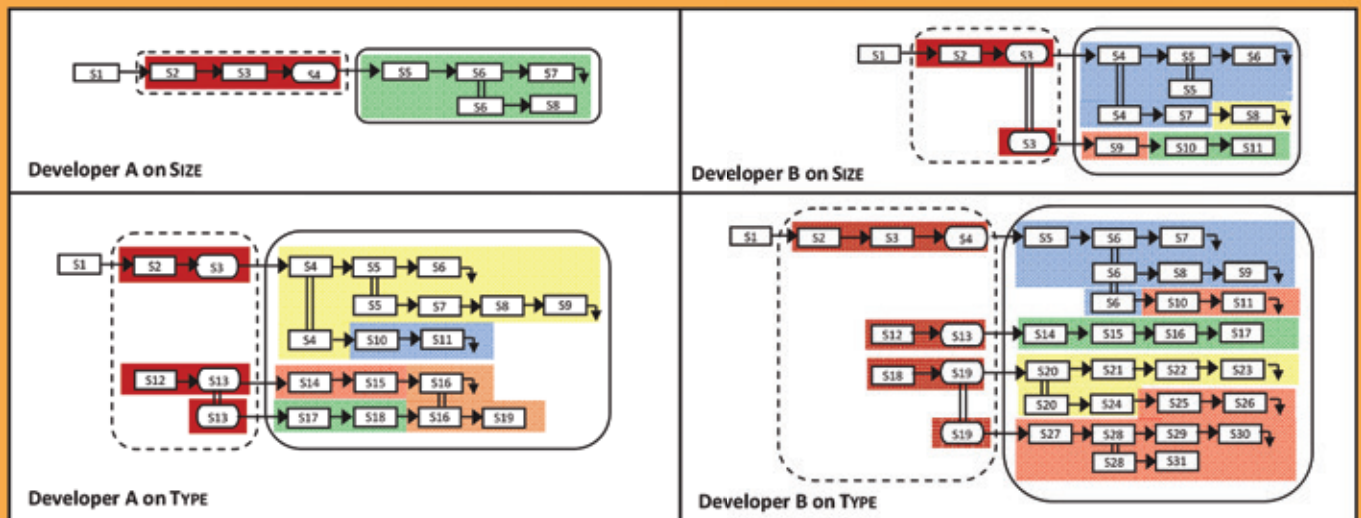 S1 S2 S3 S4 S5 S6 S7
S6 S8
Developer A on SIZE
S1 S2 S3 S4 S5 S6
S5
S4 S7 S8
S3 S9 S10 S11
Developer B on SIZE
S1 S2 S3 S4 S5 S6
S5 S7 S8 S9
S4 S10 S11
S12 S13 S14 S15 S16
S13 S17 S18 S16 S19
Developer A on TYPE
S1 S2 S3 S4 S5 S6 S7
S6 S8 S9
S6 S10 S11
S12 S13 S14 S15 S16 S17
S18 S19 S20 S21 S22 S23
S20 S24 S25 S26
S19 S27 S28 S29 S30
S28 S31
Developer B on TYPE